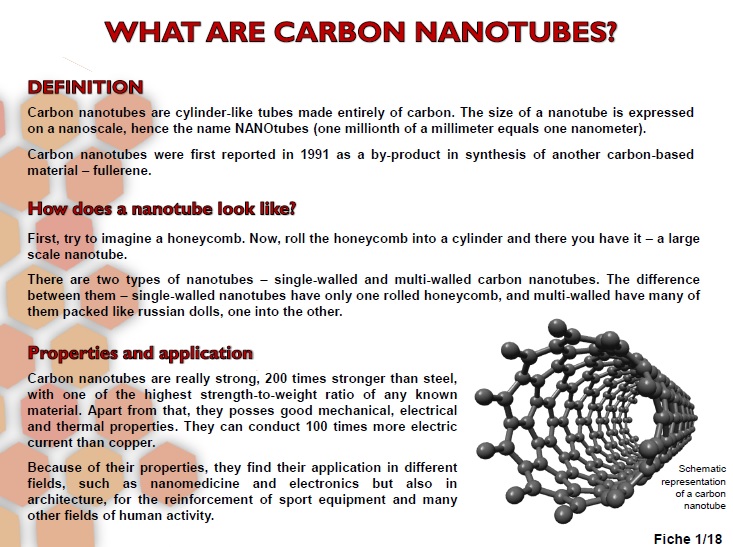 WHAT ARE CARBON NANOTUBES?
DEFINITION
Carbon nanotubes are cylinder-like tubes made entirely of carbon. The size of a nanotube is expressed
on a nanoscale, hence the name NANOtubes (one millionth of a millimeter equals one nanometer).
Carbon nanotubes were first reported in 1991 as a by-product in synthesis of another carbon-based
material – fullerene.
How does a nanotube look like?
First, try to imagine a honeycomb. Now, roll the honeycomb into a cylinder and there you have it – a large
scale nanotube.
There are two types of nanotubes – single-walled and multi-walled carbon nanotubes. The difference
between them – single-walled nanotubes have only one rolled honeycomb, and multi-walled have many of
them packed like russian dolls, one into the other.
Properties and application
Carbon nanotubes are really strong, 200 times stronger than steel,
with one of the highest strength-to-weight ratio of any known
material. Apart from that, they posses good mechanical, electrical
and thermal properties. They can conduct 100 times more electric
current than copper.
Because of their properties, they find their application in different
fields, such as nanomedicine and electronics but also in
architecture, for the reinforcement of sport equipment and many
other fields of human activity.
Schematic
representation
of a carbon
nanotube
Fiche 1/18